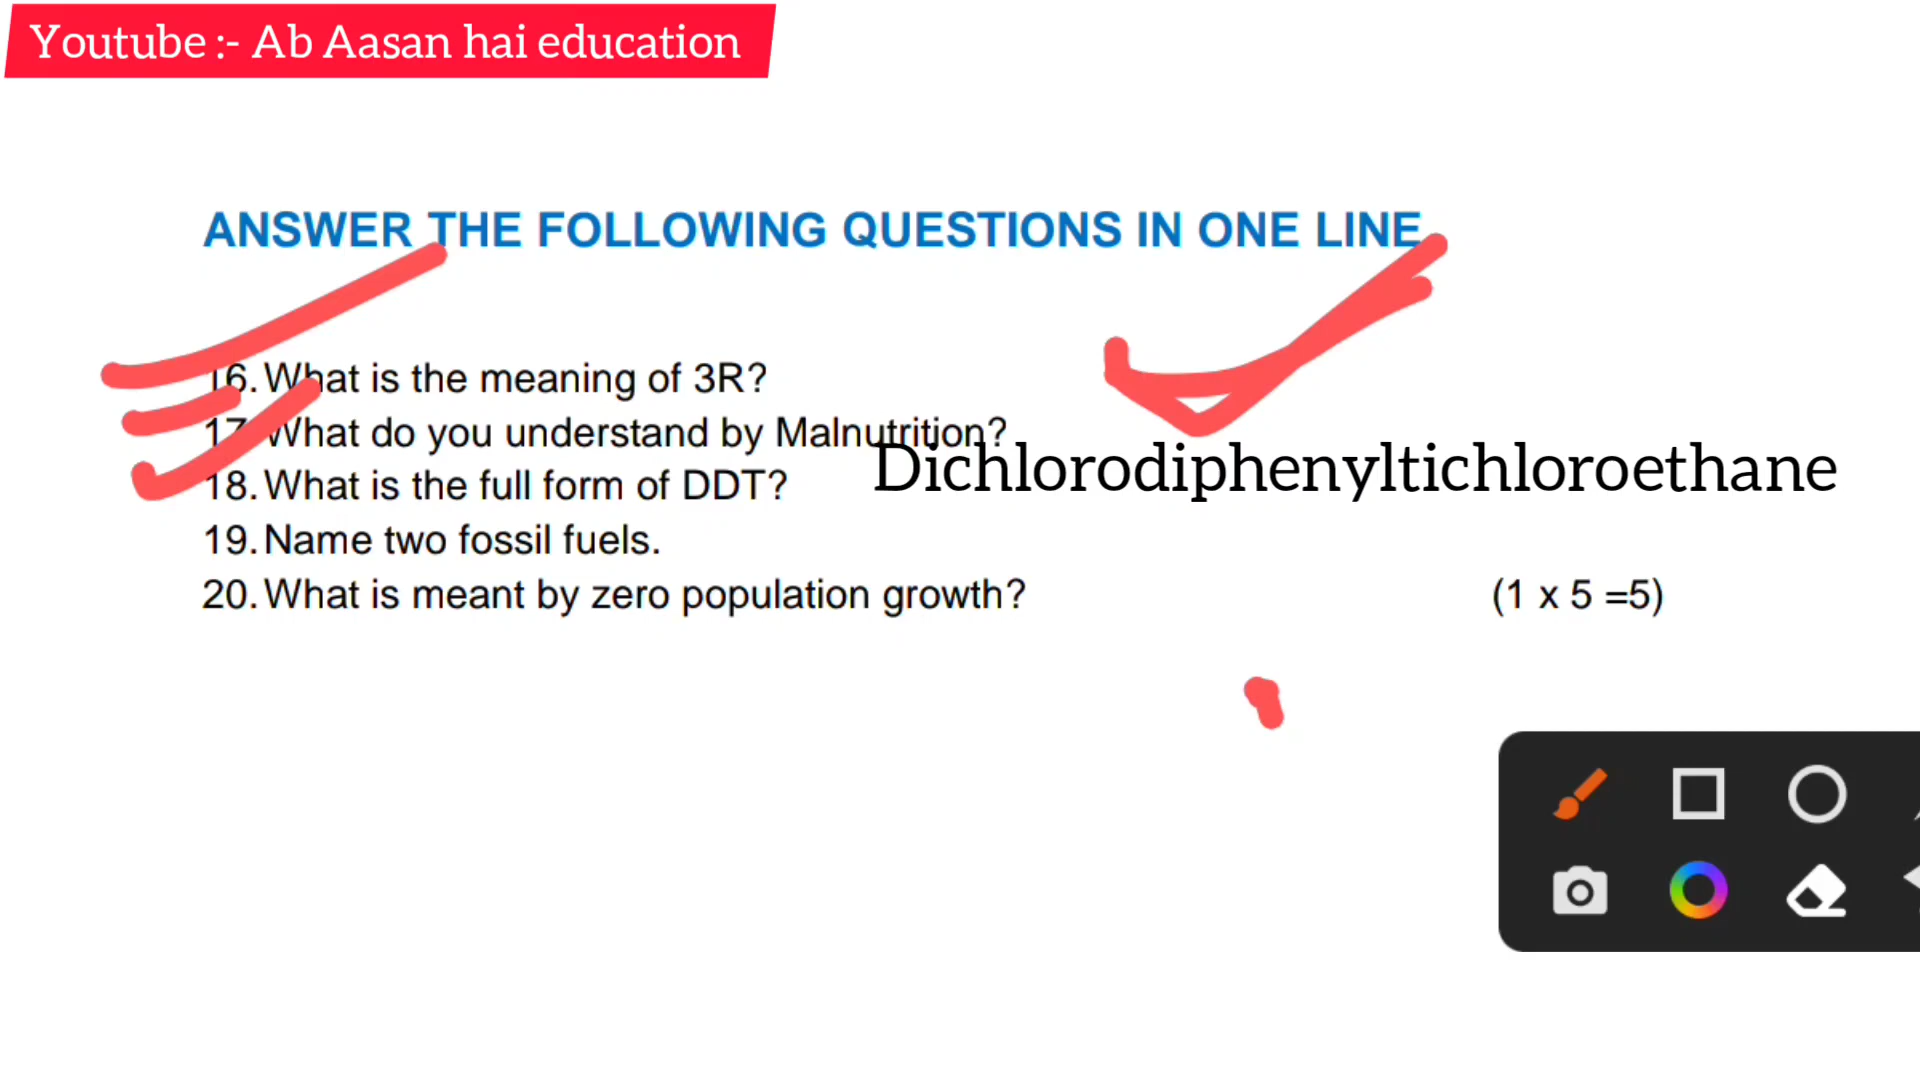 Youtube :- Ab Aasan hai education
ANSWER THE FOLLOWING QUESTIONS IN ONE LINE
16. What is the meaning of 3R?
17. What do you understand by Malnutrition?
Dichlorodiphenyltichloroethane
18. What is the full form of DDT?
19. Name two fossil fuels.
20. What is meant by zero population growth? (1 x 5 =5)